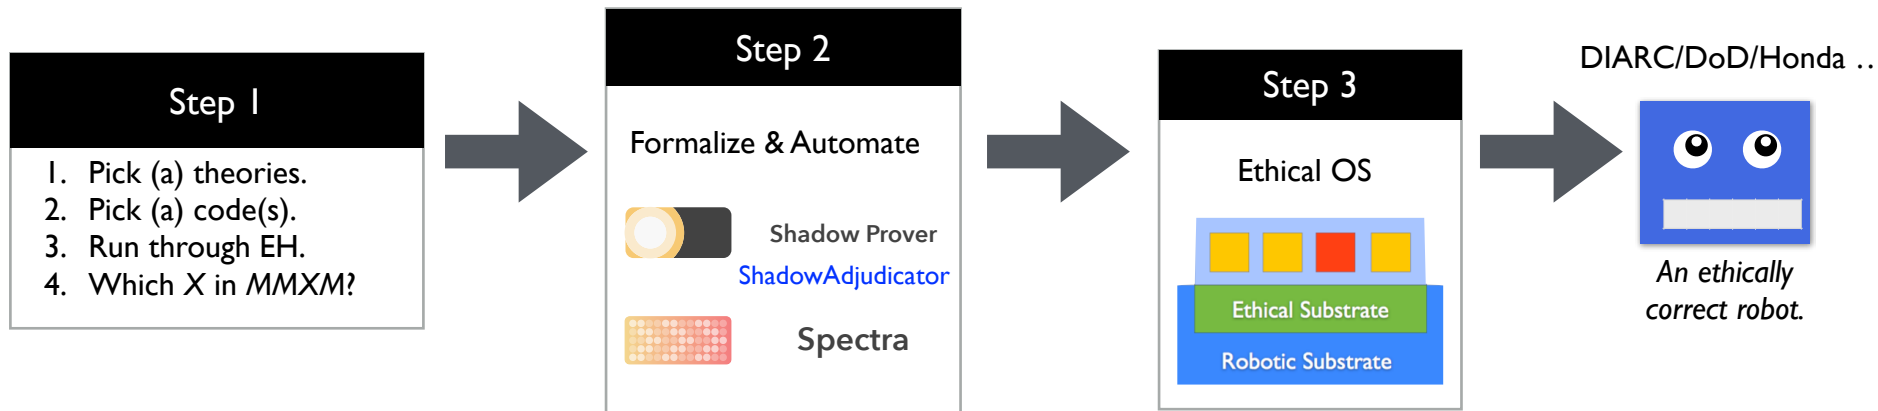 Step 1
1. Pick (a) theories.
2. Pick (a) code(s).
3. Run through EH.
4. Which X in MMXM?
Step 2
Formalize & Automate
Shadow Prover
ShadowAdjudicator
Spectra
Step 3
Ethical OS
Ethical Substrate
Robotic Substrate
DIARC/DoD/Honda ..
An ethically
correct robot.